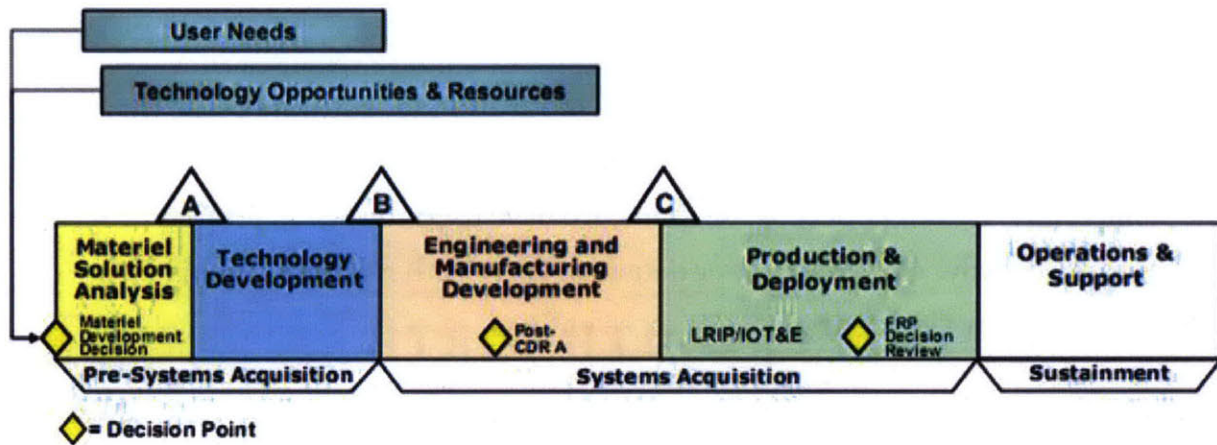 User Needs
Technology Opportunities & Resources
A
B
C
Materiel
Solution
Analysis
Technology
Development
Engineering and
Manufacturing
Development
Production &
Deployment
Operations &
Support
Materiel
Development
Decision
Post-
CDR A
LRIP/IOT&E
FRP
Decision
Review
Pre-Systems Acquisition
Systems Acquisition
Sustainment
= Decision Point